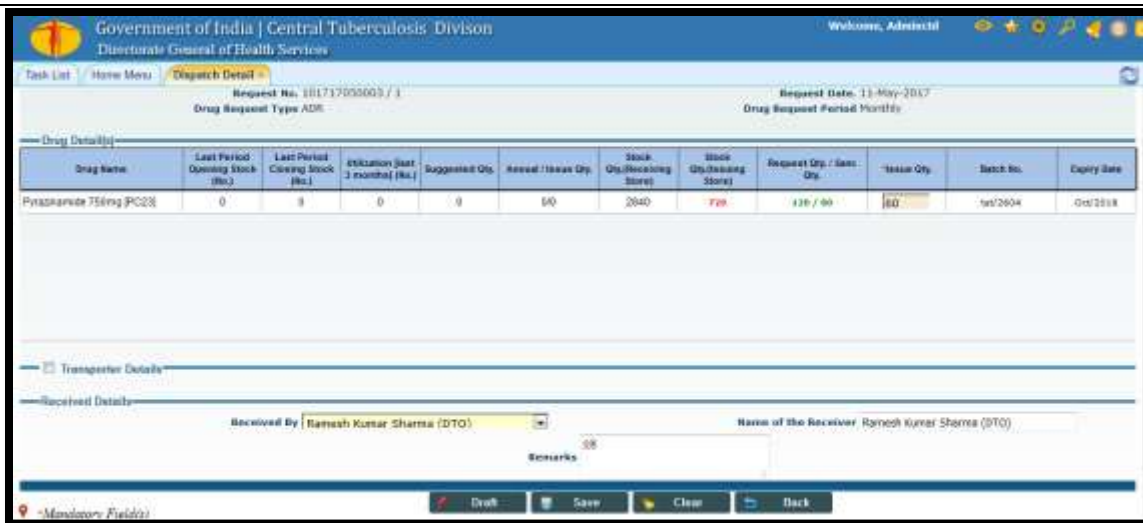 Government of India | Central Tuberculosis Divison
Welcome, Adminctd
Directorate General of Health Services
Task List
Home Menu
Dispatch Detail
Request No. 101717050003 / 1
Request Date. 11-May-2017
Drug Request Type ADR
Drug Request Period Monthly
Drug Detail(s)
Drug Name
Last Period Opening Stock (No.)
Last Period Closing Stock (No.)
Utilization [last 3 months] (No.)
Suggested Qty.
Annual / Issue Qty.
Stock Qty.(Receiving Store)
Stock Qty.(Issuing Store)
Request Qty. / Sanc Qty.
*Issue Qty.
Batch No.
Expiry Date
Pyrazinamide 750mg [PC23] 0 0 0 0 0/0 2840 720 120 / 60 60 Oct/2018
Transporter Details
Received Details
Received By Ramesh Kumar Sharma (DTO)
Name of the Receiver Ramesh Kumar Sharma (DTO)
Remarks
Draft
Save
Clear
Back
*Mandatory Field(s)